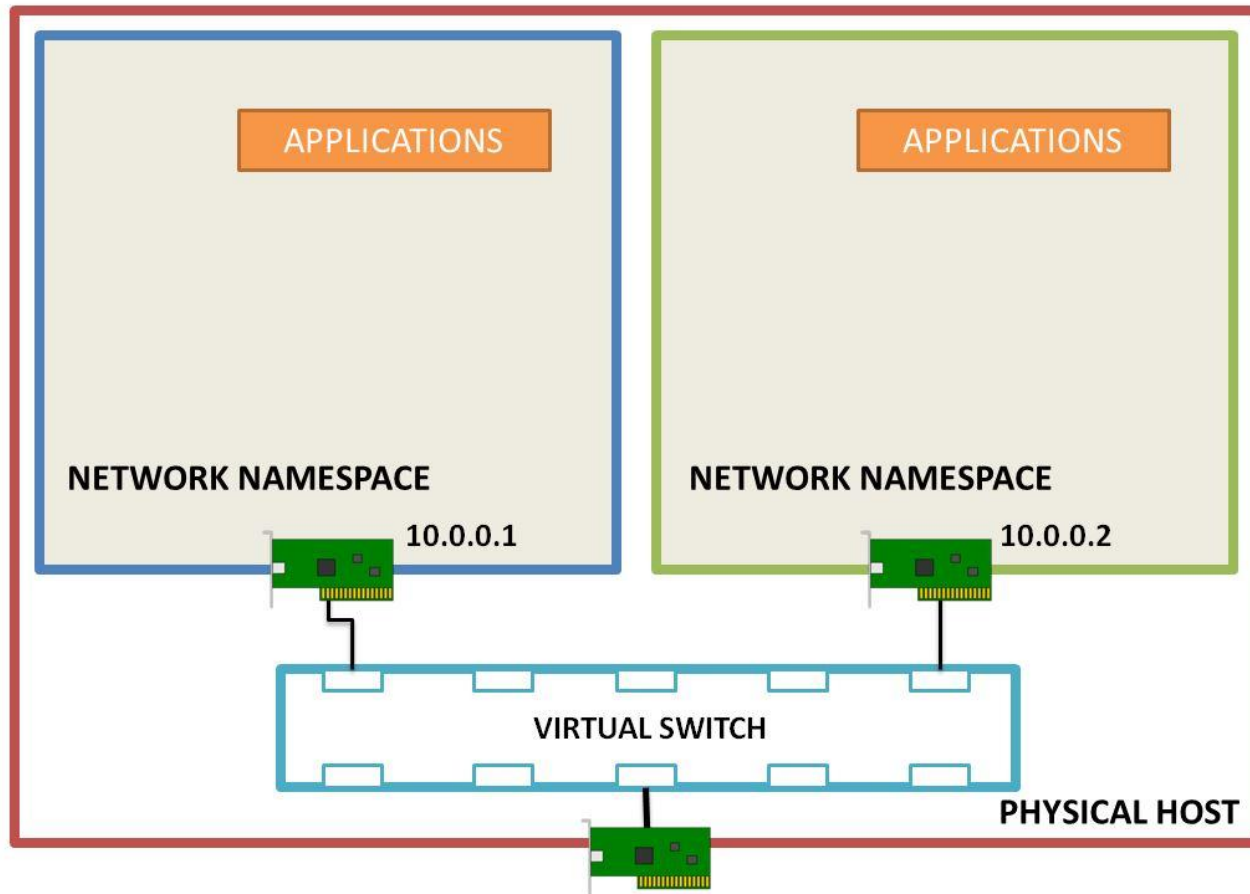 APPLICATIONS
APPLICATIONS
NETWORK NAMESPACE
NETWORK NAMESPACE
10.0.0.1
10.0.0.2
VIRTUAL SWITCH
PHYSICAL HOST